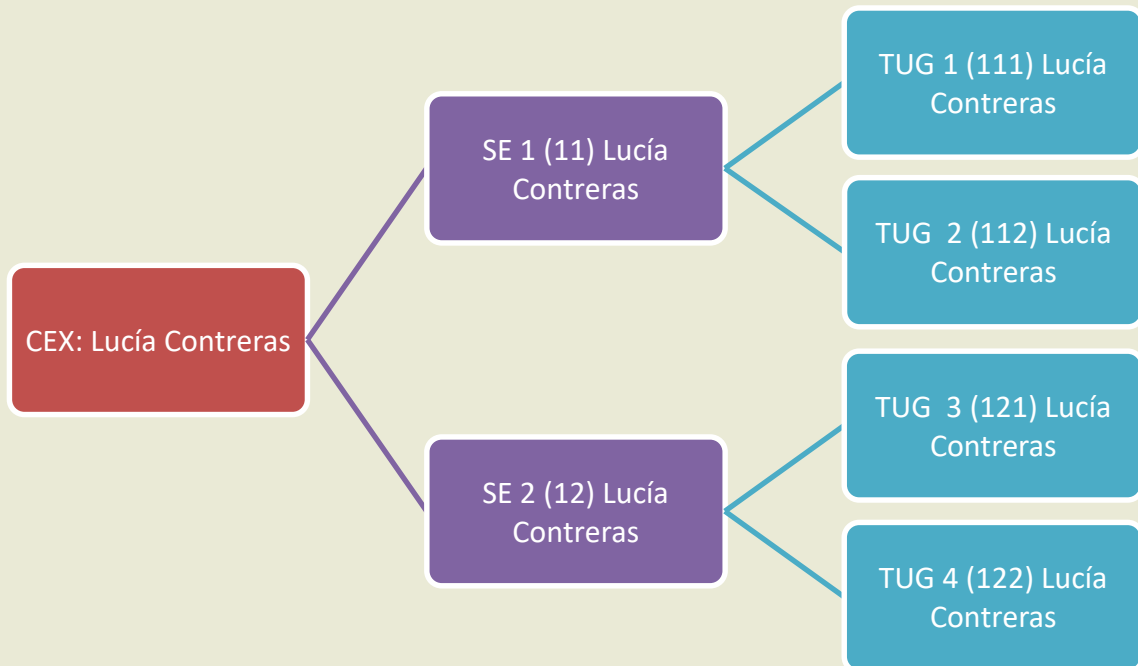 CEX: Lucía Contreras
SE 1 (11) Lucía
Contreras
TUG 1 (111) Lucía
Contreras
TUG  2 (112) Lucía
Contreras
SE 2 (12) Lucía
Contreras
TUG  3 (121) Lucía
Contreras
TUG 4 (122) Lucía
Contreras